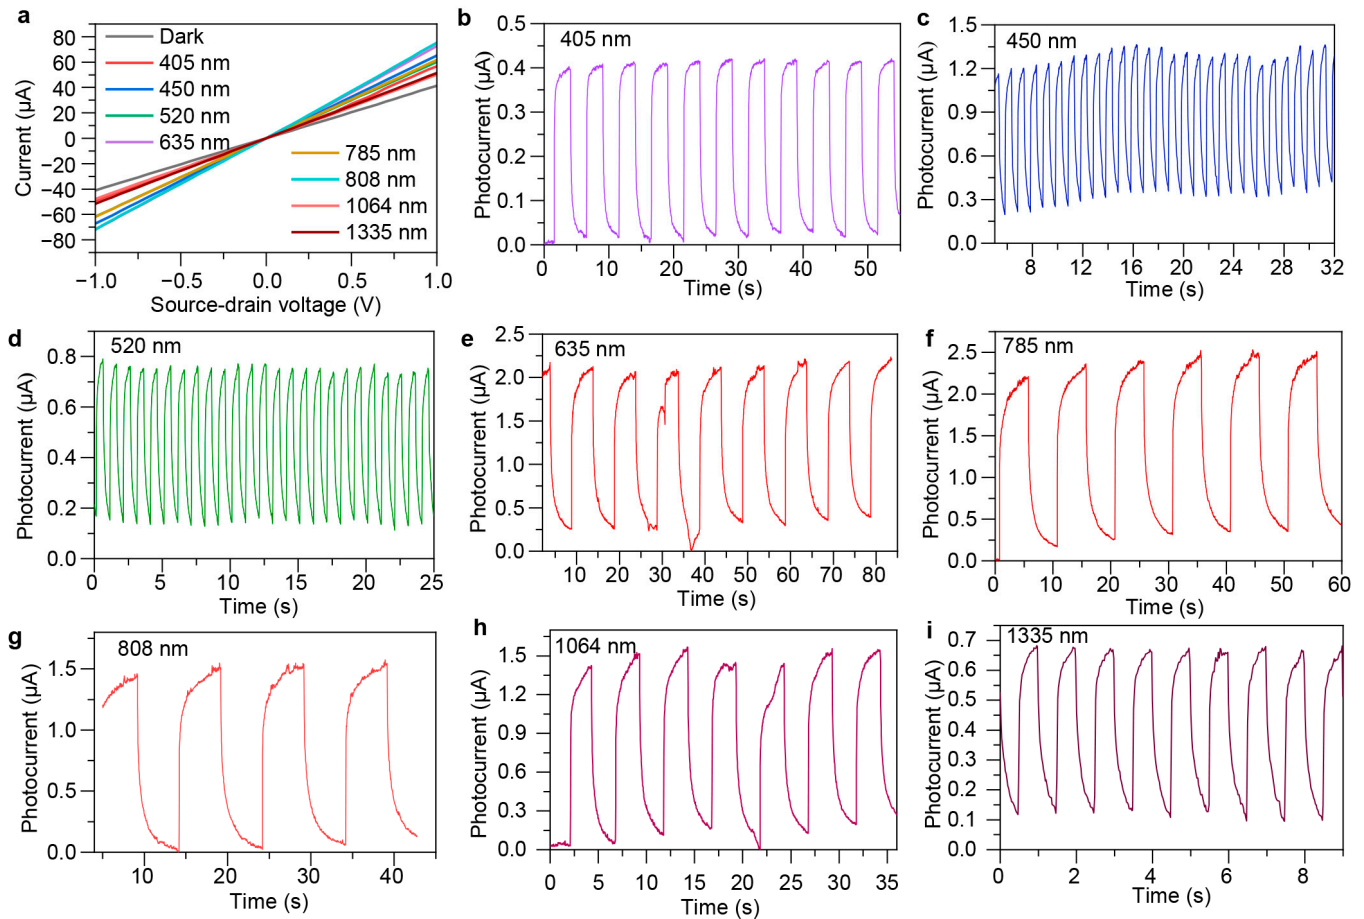 a
Current (µA)
80
60
40
20
0
−20
−40
−60
−80
Dark
405 nm
450 nm
520 nm
635 nm
785 nm
808 nm
1064 nm
1335 nm
−1.0 −0.5 0.0 0.5 1.0
Source-drain voltage (V)
b
405 nm
Photocurrent (µA)
0.5
0.4
0.3
0.2
0.1
0.0
0 10 20 30 40 50
Time (s)
c
450 nm
Photocurrent (µA)
1.5
1.2
0.9
0.6
0.3
0.0
8 12 16 20 24 28 32
Time (s)
d
520 nm
Photocurrent (µA)
0.8
0.6
0.4
0.2
0.0
0 5 10 15 20 25
Time (s)
e
635 nm
Photocurrent (µA)
2.5
2.0
1.5
1.0
0.5
0.0
10 20 30 40 50 60 70 80
Time (s)
f
785 nm
Photocurrent (µA)
2.5
2.0
1.5
1.0
0.5
0.0
0 10 20 30 40 50 60
Time (s)
g
808 nm
Photocurrent (µA)
1.5
1.0
0.5
0.0
10 20 30 40
Time (s)
h
1064 nm
Photocurrent (µA)
1.5
1.2
0.9
0.6
0.3
0.0
0 5 10 15 20 25 30 35
Time (s)
i
1335 nm
Photocurrent (µA)
0.7
0.6
0.5
0.4
0.3
0.2
0.1
0.0
0 2 4 6 8
Time (s)